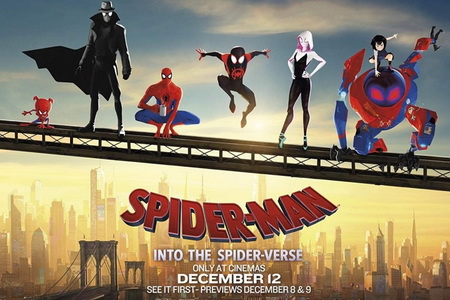 SPIDER-MAN
INTO THE SPIDER-VERSE
ONLY AT CINEMAS
DECEMBER 12
SEE IT FIRST- PREVIEWS DECEMBER 8 & 9